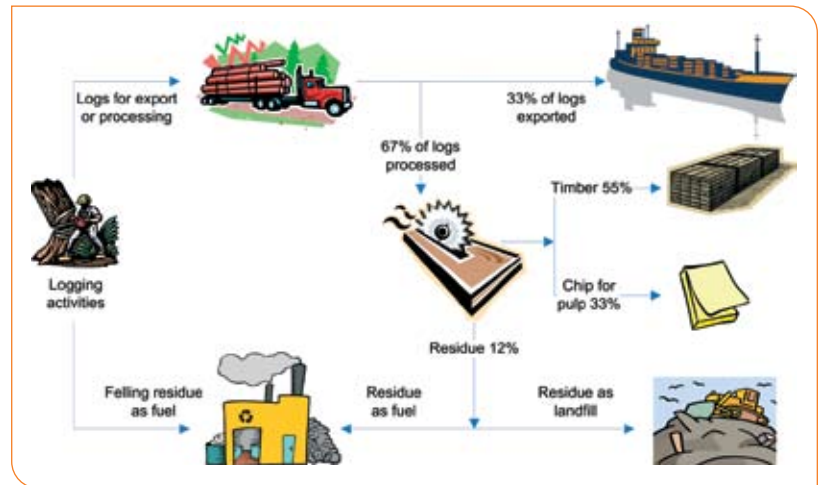 Logs for export
or processing
33% of logs
exported
67% of logs
processed
Timber 55%
Logging
activities
Chip for
pulp 33%
Residue 12%
Felling residue
as fuel
Residue
as fuel
Residue as
landfill